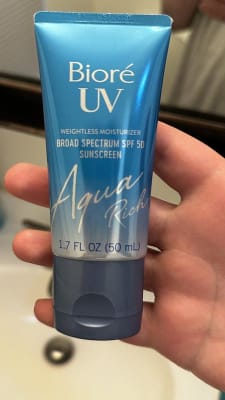 Bioré
UV
WEIGHTLESS MOISTURIZER
BROAD SPECTRUM SPF 50
SUNSCREEN
Aqua
Rich
1.7 FL OZ (50 mL)